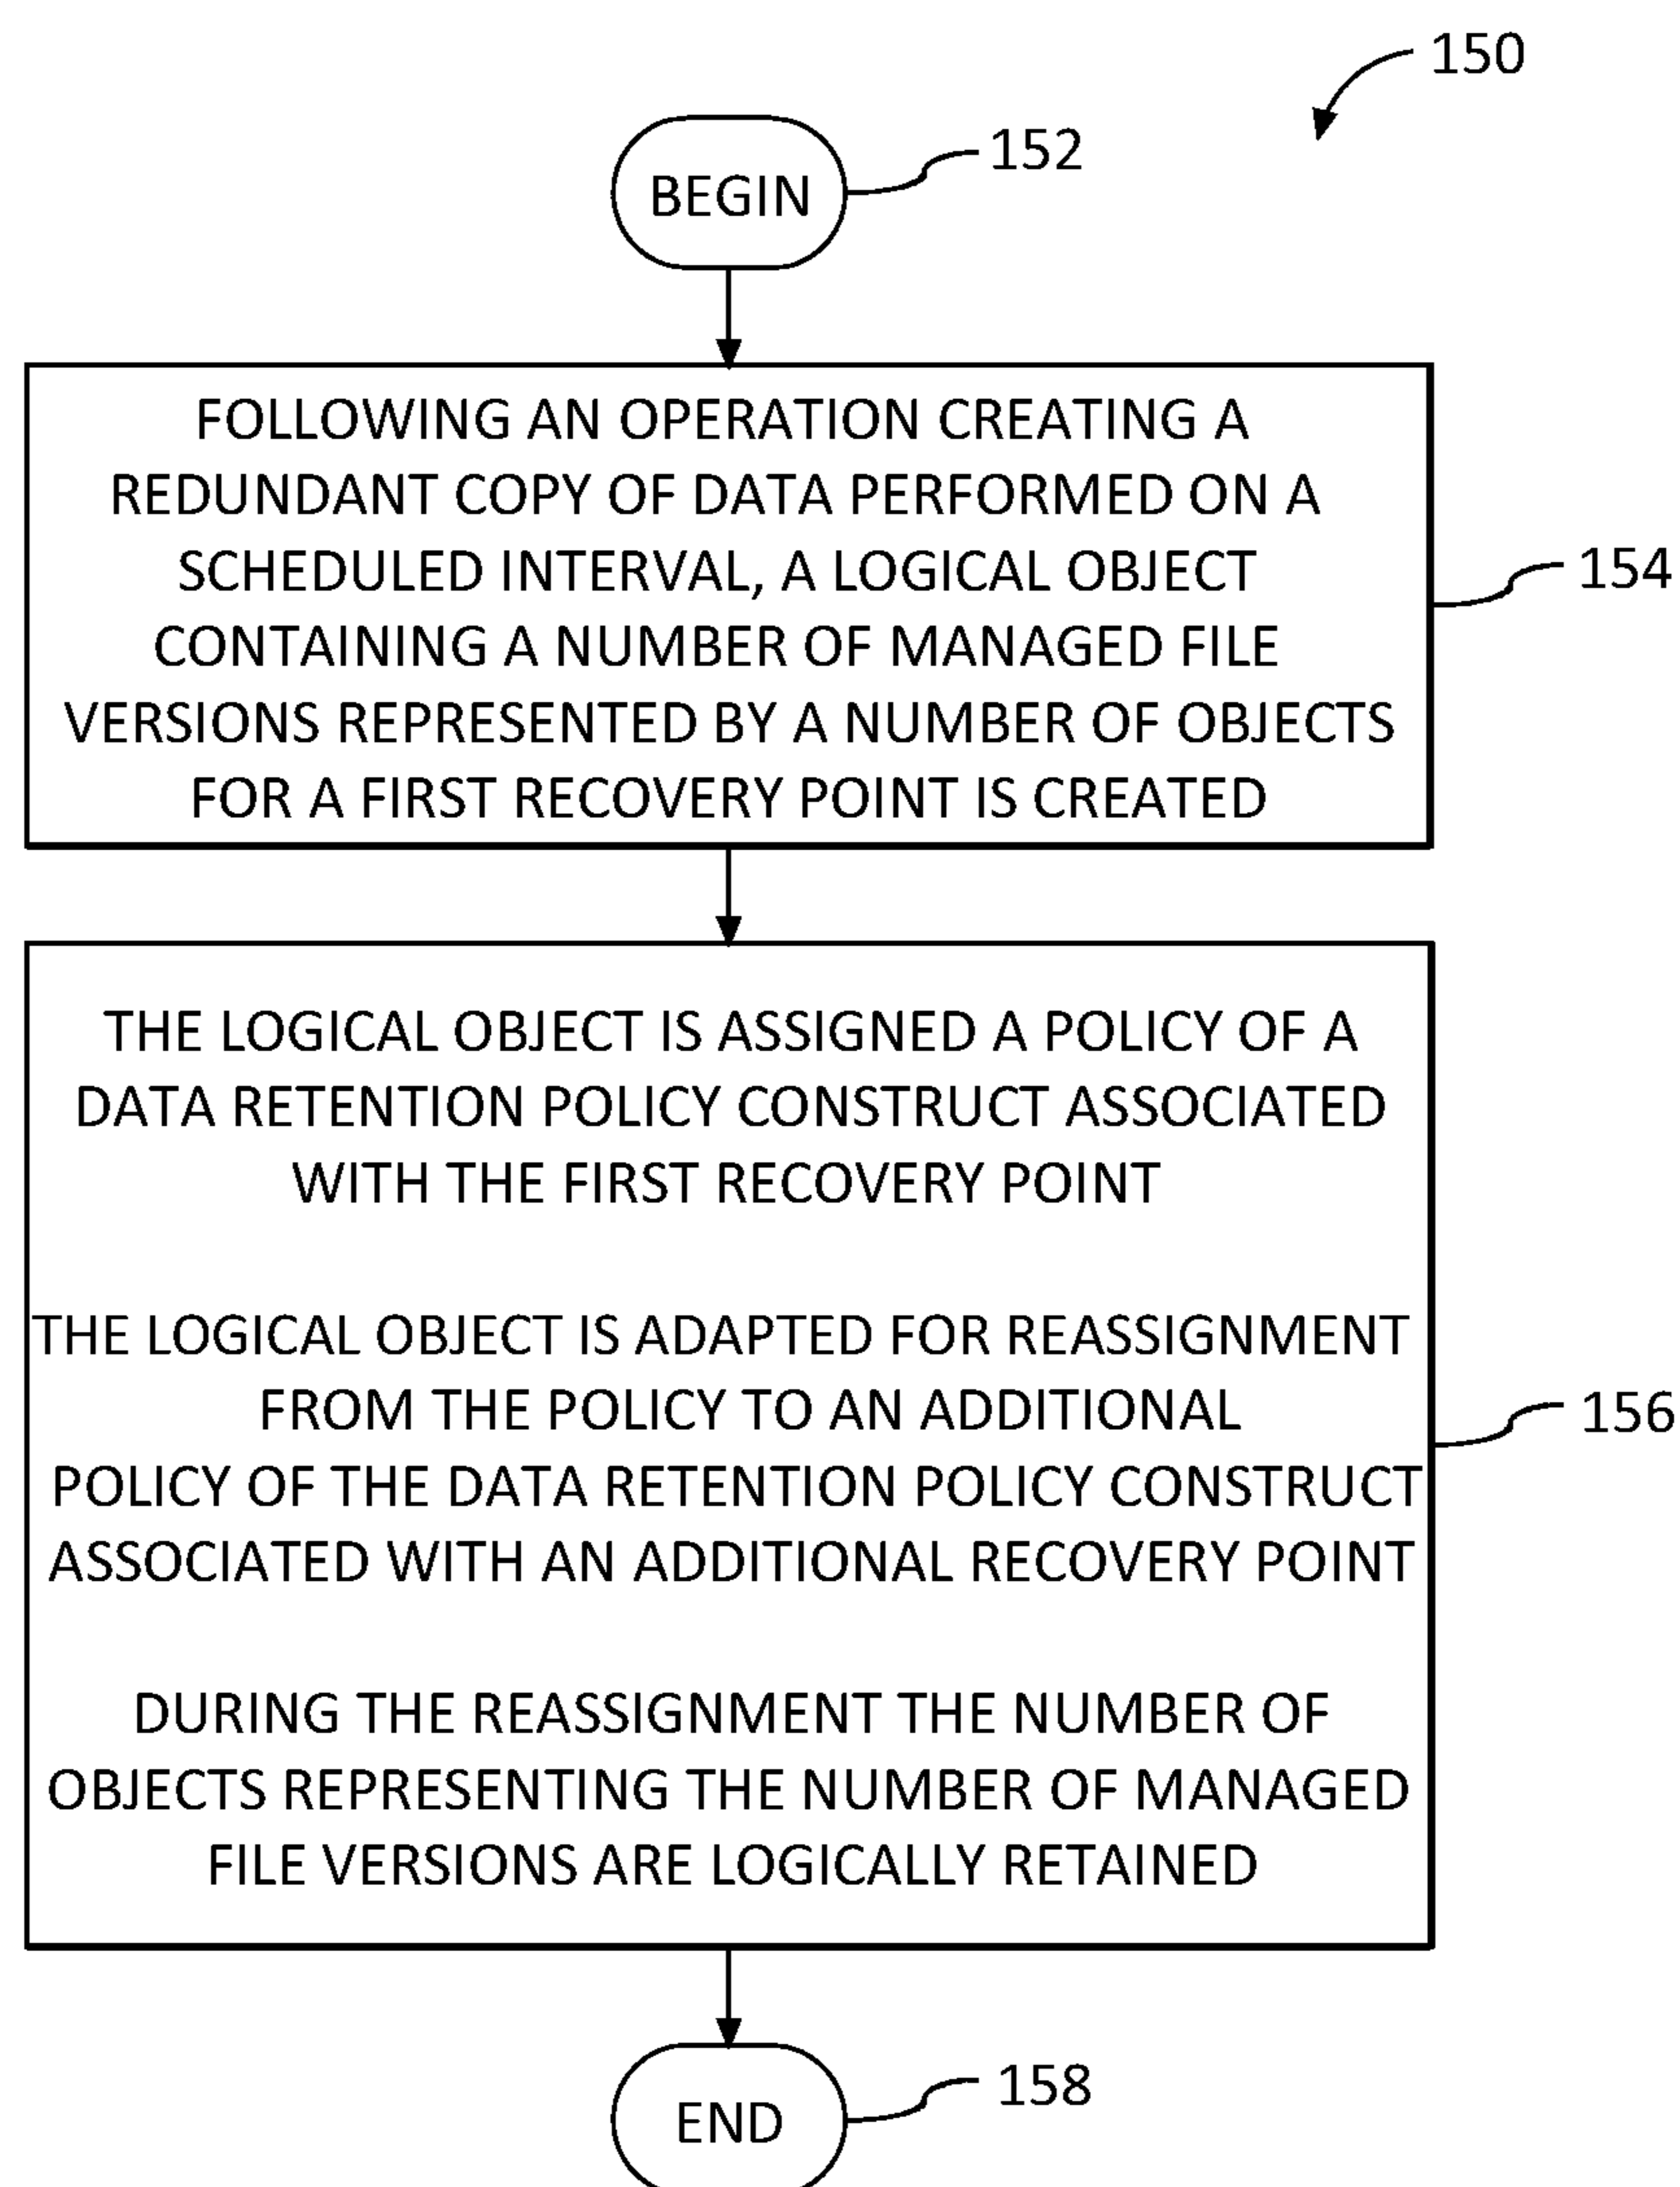 150
152
BEGIN
FOLLOWING AN OPERATION CREATING A
REDUNDANT COPY OF DATA PERFORMED ON A
SCHEDULED INTERVAL, A LOGICAL OBJECT
CONTAINING A NUMBER OF MANAGED FILE
VERSIONS REPRESENTED BY A NUMBER OF OBJECTS
FOR A FIRST RECOVERY POINT IS CREATED
154
THE LOGICAL OBJECT IS ASSIGNED A POLICY OF A
DATA RETENTION POLICY CONSTRUCT ASSOCIATED
WITH THE FIRST RECOVERY POINT
THE LOGICAL OBJECT IS ADAPTED FOR REASSIGNMENT
FROM THE POLICY TO AN ADDITIONAL
POLICY OF THE DATA RETENTION POLICY CONSTRUCT
ASSOCIATED WITH AN ADDITIONAL RECOVERY POINT
DURING THE REASSIGNMENT THE NUMBER OF
OBJECTS REPRESENTING THE NUMBER OF MANAGED
FILE VERSIONS ARE LOGICALLY RETAINED
156
158
END